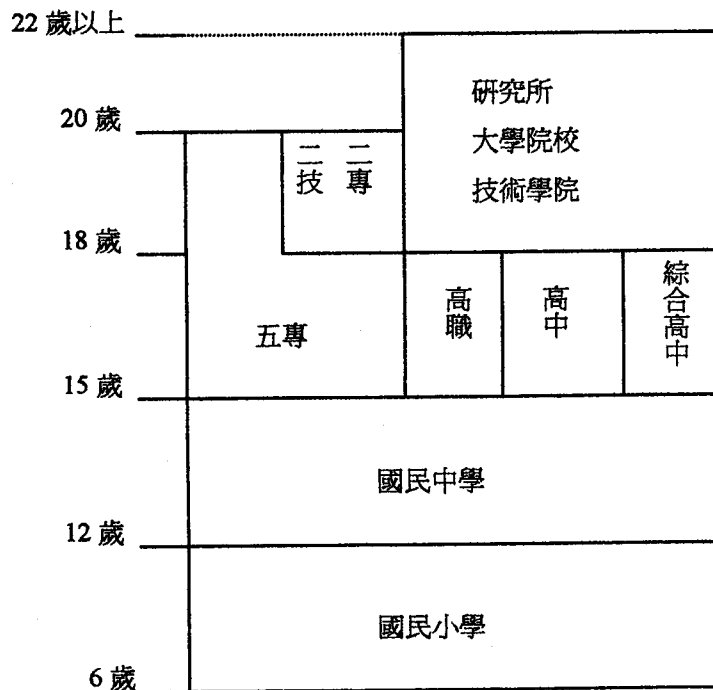 22 歲以上
研究所
大學院校
技術學院
20 歲
二技
二專
18 歲
五專
高職
高中
綜合高中
15 歲
國民中學
12 歲
國民小學
6 歲